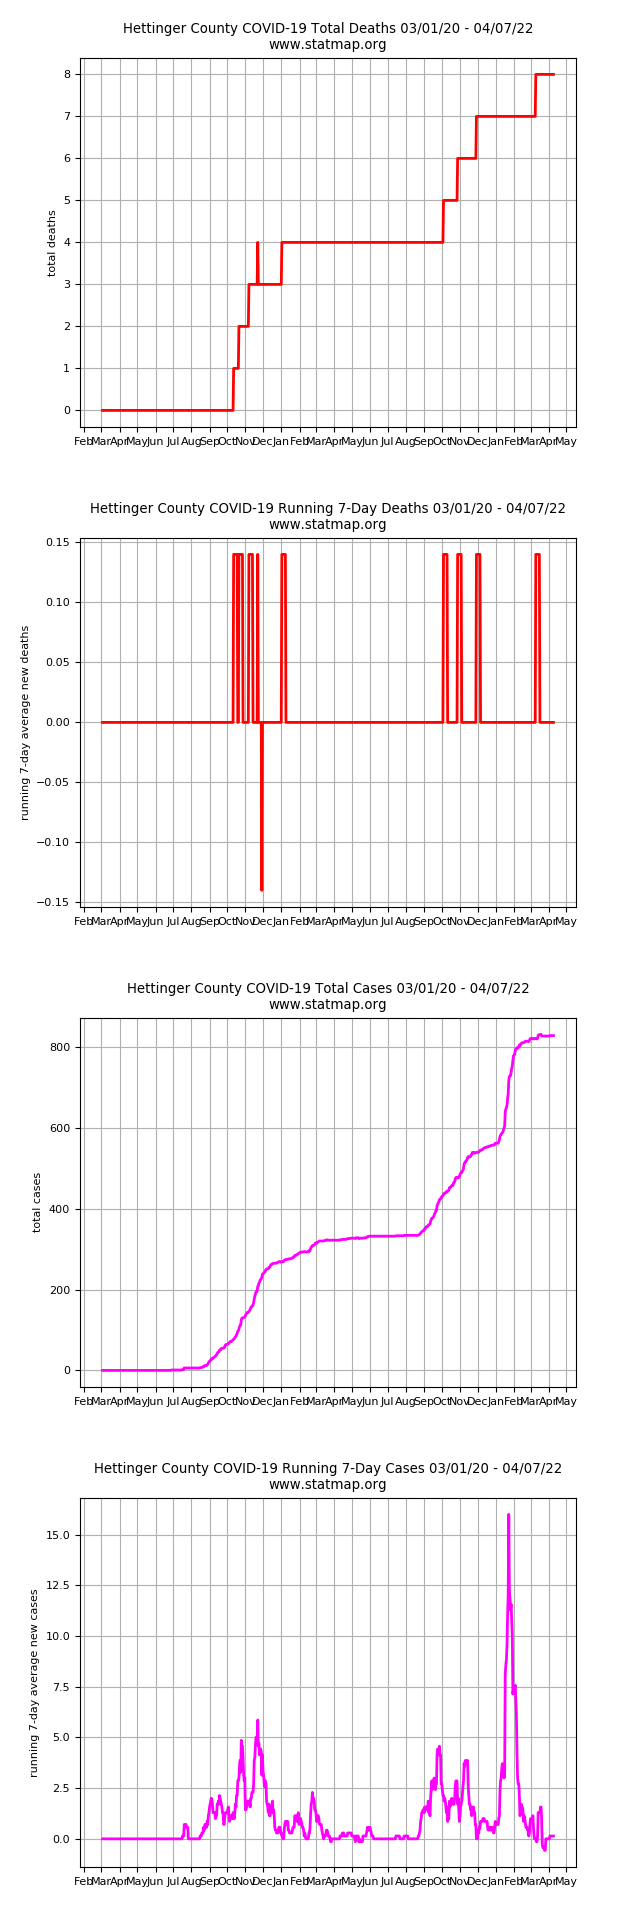 Hettinger County COVID-19 Total Deaths 03/01/20 - 04/07/22
www.statmap.org
8
7
6
5
4
3
2
1
0
total deaths
Feb Mar Apr May Jun Jul Aug Sep Oct Nov Dec Jan Feb Mar Apr May Jun Jul Aug Sep Oct Nov Dec Jan Feb Mar Apr May
Hettinger County COVID-19 Running 7-Day Deaths 03/01/20 - 04/07/22
www.statmap.org
0.15
0.10
0.05
0.00
−0.05
−0.10
−0.15
running 7-day average new deaths
Feb Mar Apr May Jun Jul Aug Sep Oct Nov Dec Jan Feb Mar Apr May Jun Jul Aug Sep Oct Nov Dec Jan Feb Mar Apr May
Hettinger County COVID-19 Total Cases 03/01/20 - 04/07/22
www.statmap.org
800
600
400
200
0
total cases
Feb Mar Apr May Jun Jul Aug Sep Oct Nov Dec Jan Feb Mar Apr May Jun Jul Aug Sep Oct Nov Dec Jan Feb Mar Apr May
Hettinger County COVID-19 Running 7-Day Cases 03/01/20 - 04/07/22
www.statmap.org
15.0
12.5
10.0
7.5
5.0
2.5
0.0
running 7-day average new cases
Feb Mar Apr May Jun Jul Aug Sep Oct Nov Dec Jan Feb Mar Apr May Jun Jul Aug Sep Oct Nov Dec Jan Feb Mar Apr May